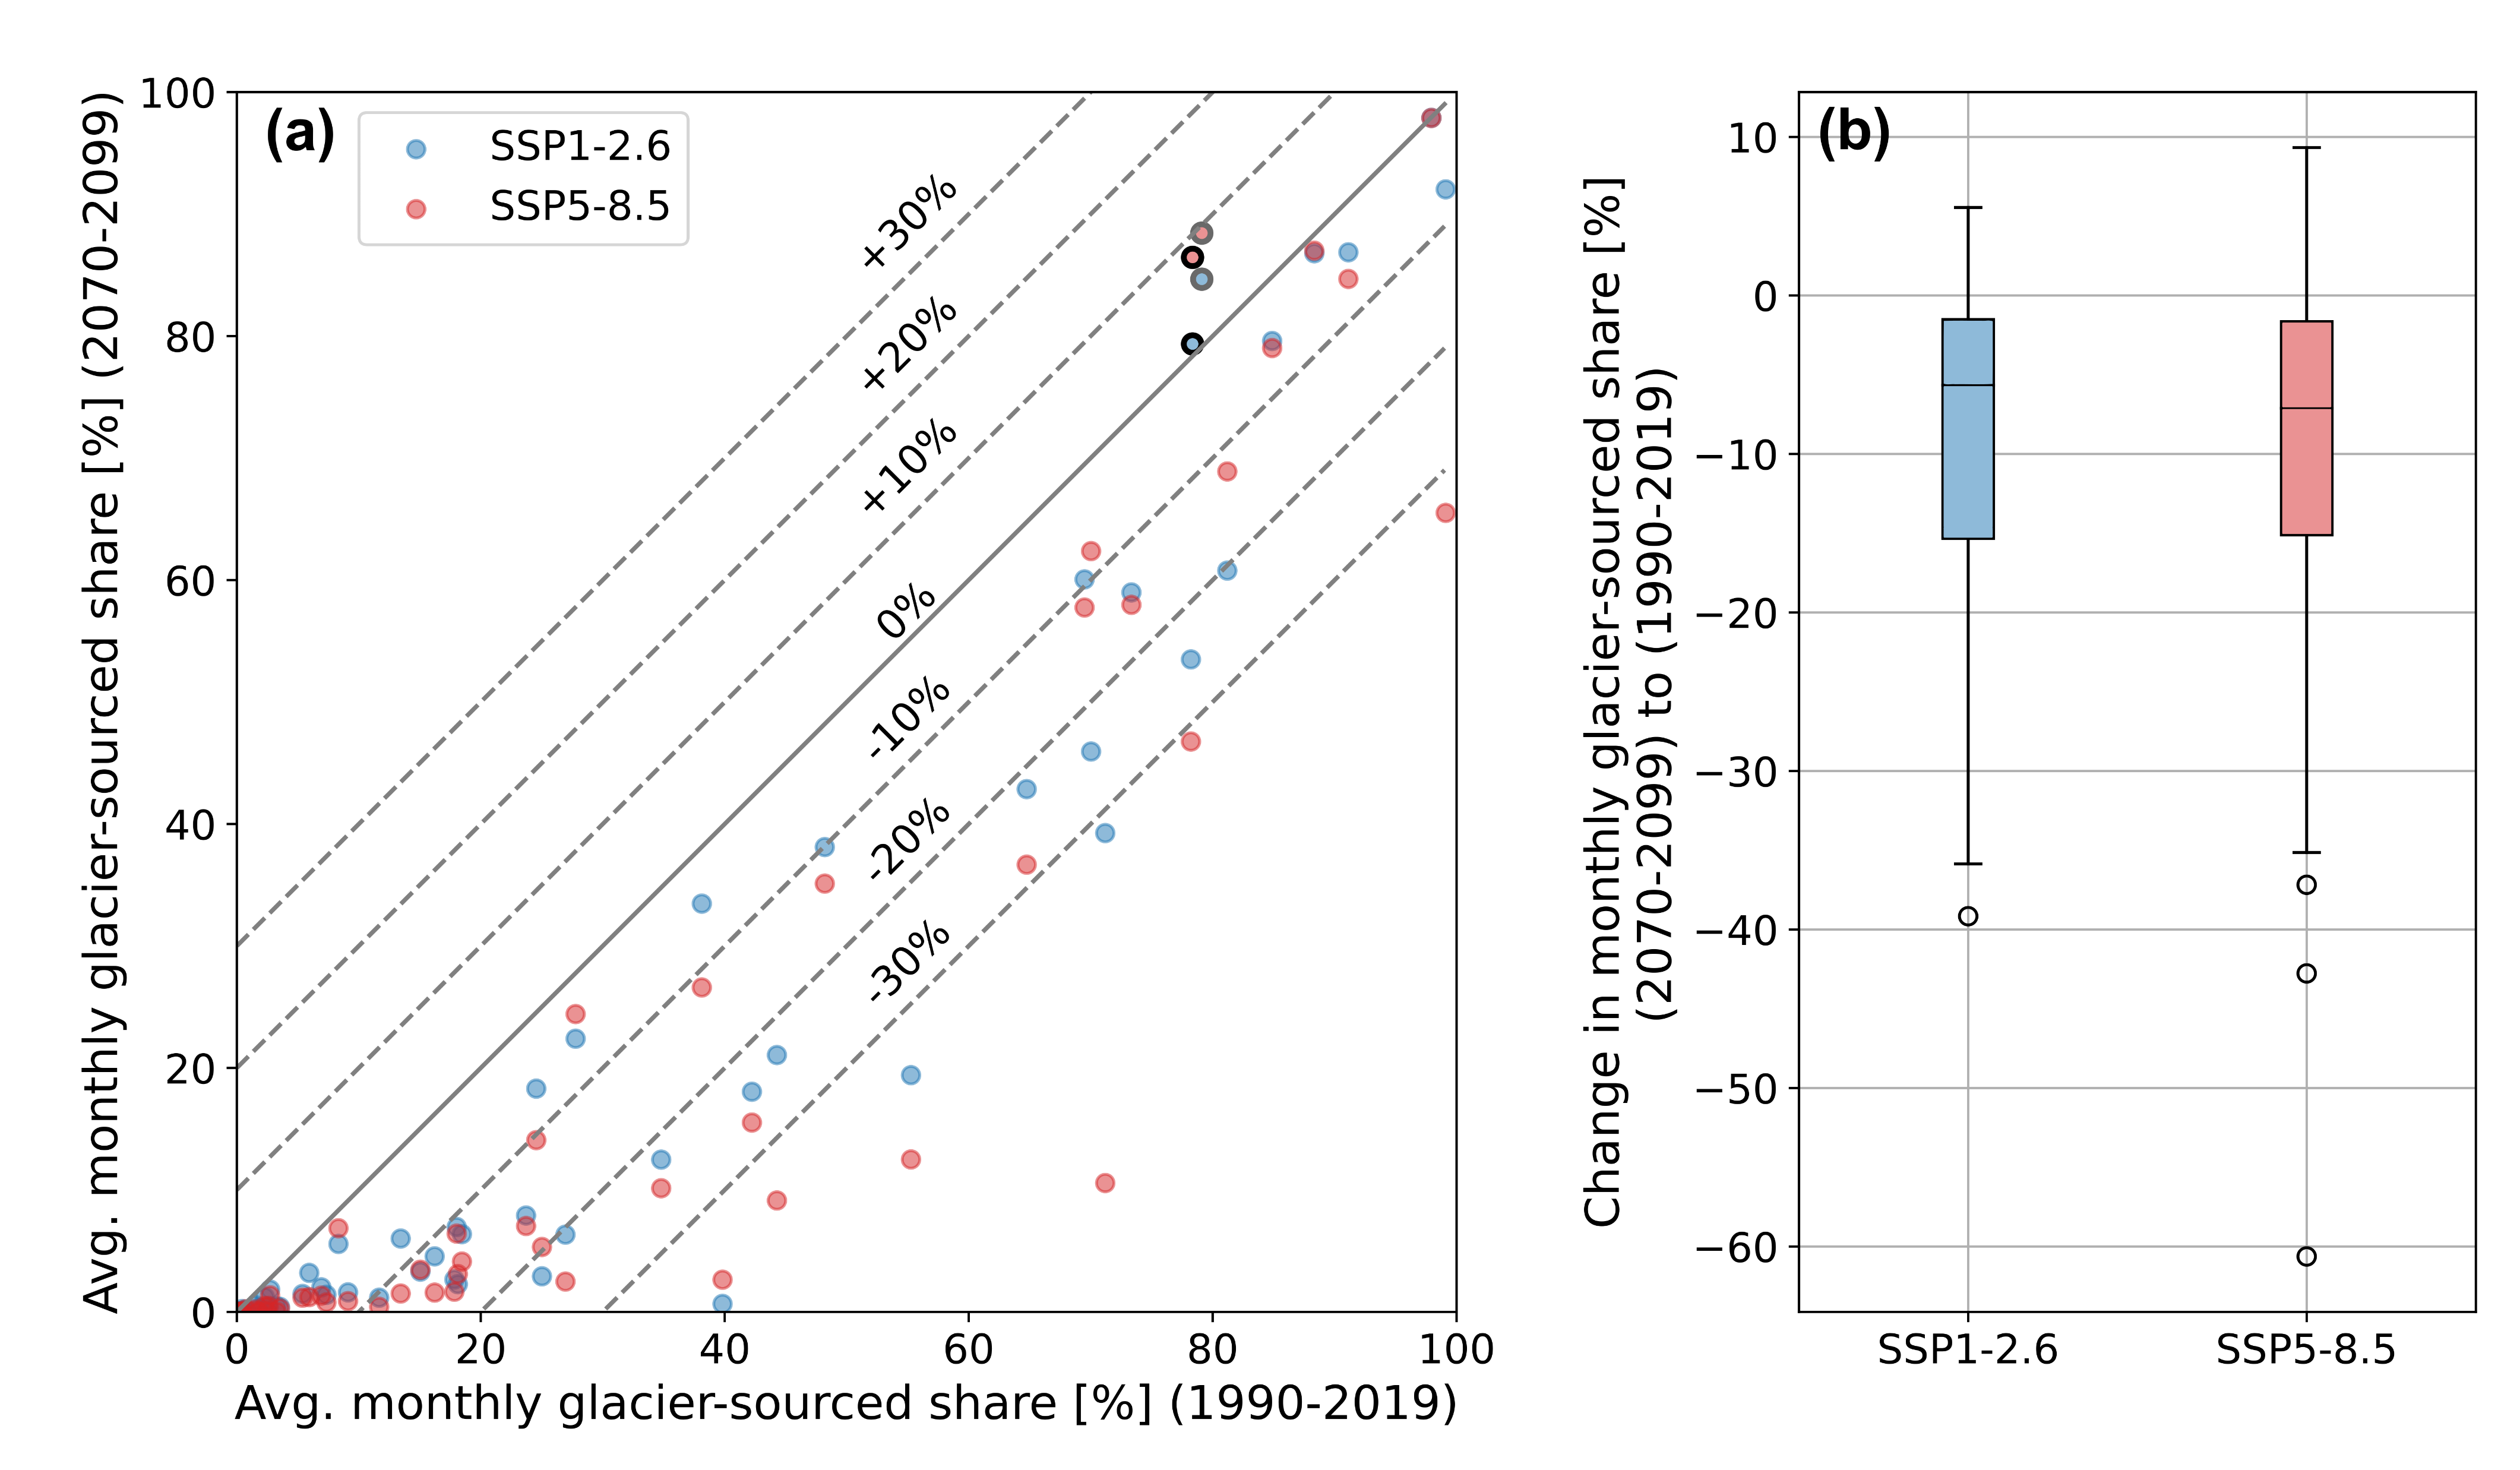 (a)
SSP1-2.6
SSP5-8.5
+30%
+20%
+10%
0%
-10%
-20%
-30%
100
80
60
40
20
0
0 20 40 60 80 100
Avg. monthly glacier-sourced share [%] (2070-2099)
Avg. monthly glacier-sourced share [%] (1990-2019)
(b)
10
0
−10
−20
−30
−40
−50
−60
Change in monthly glacier-sourced share [%]
(2070-2099) to (1990-2019)
SSP1-2.6 SSP5-8.5